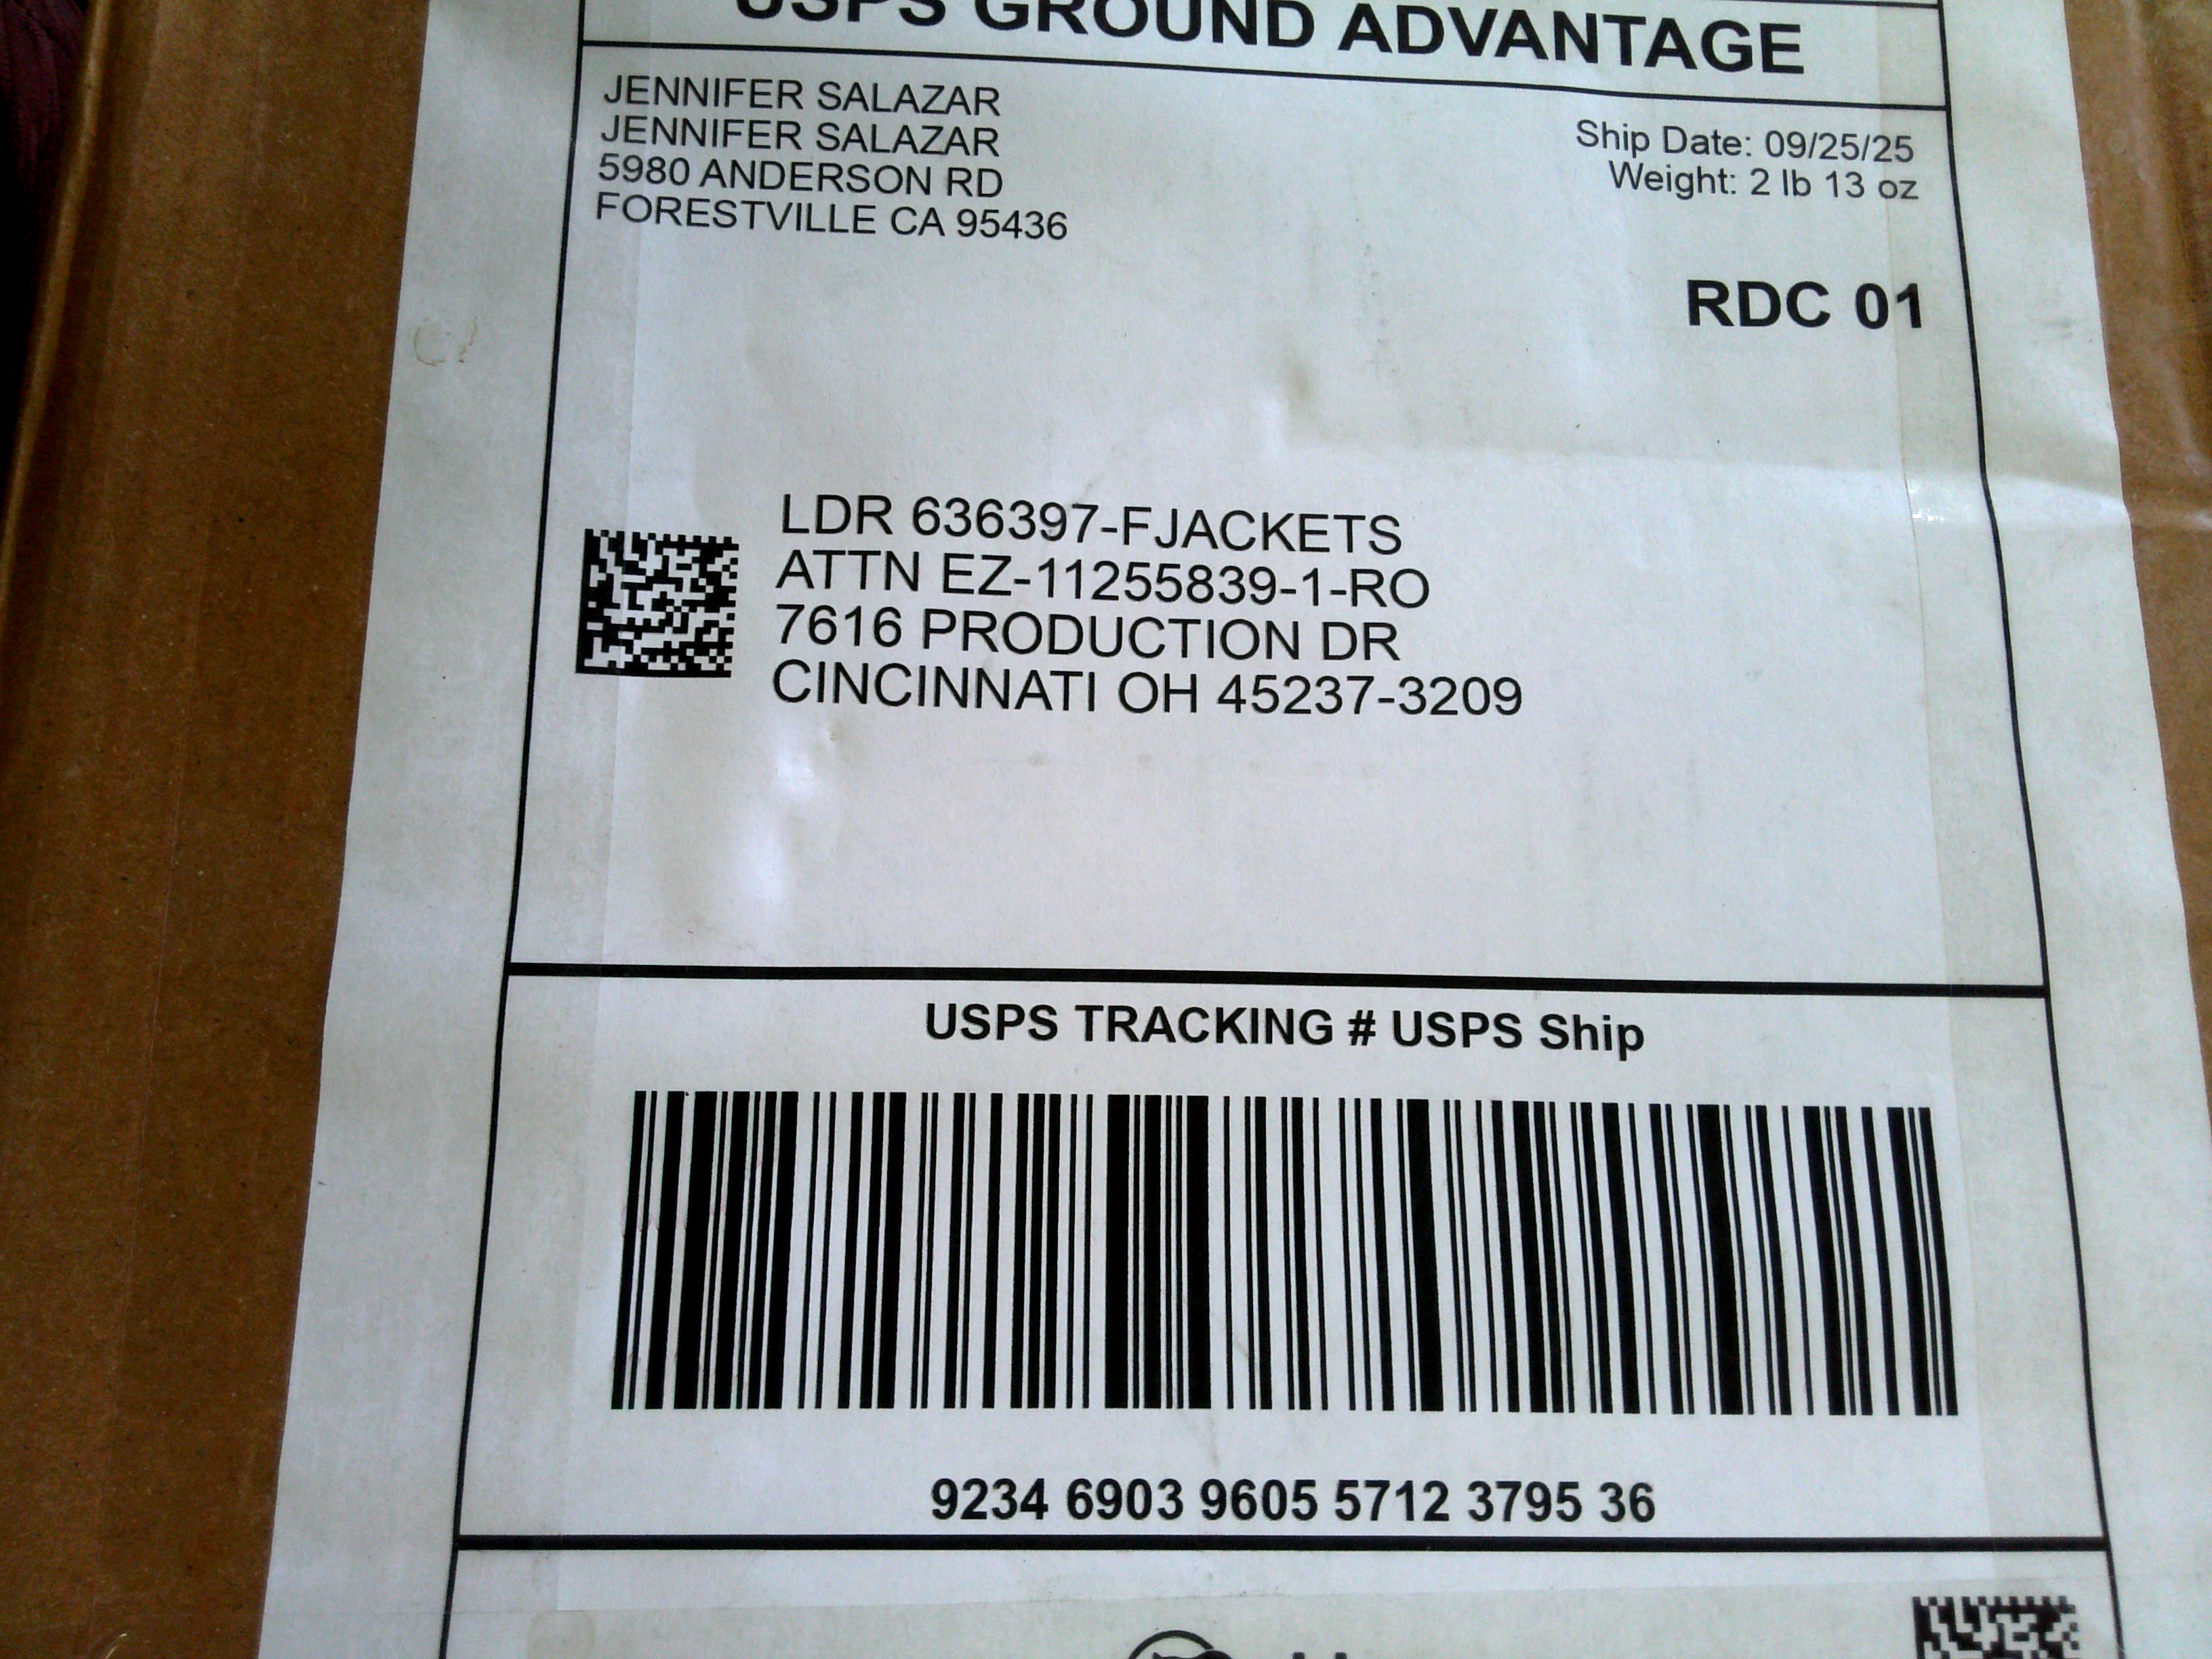 USPS GROUND ADVANTAGE
JENNIFER SALAZAR
JENNIFER SALAZAR
5980 ANDERSON RD
FORESTVILLE CA 95436
Ship Date: 09/25/25
Weight: 2 lb 13 oz
RDC 01
LDR 636397-FJACKETS
ATTN EZ-11255839-1-RO
7616 PRODUCTION DR
CINCINNATI OH 45237-3209
USPS TRACKING # USPS Ship
9234 6903 9605 5712 3795 36